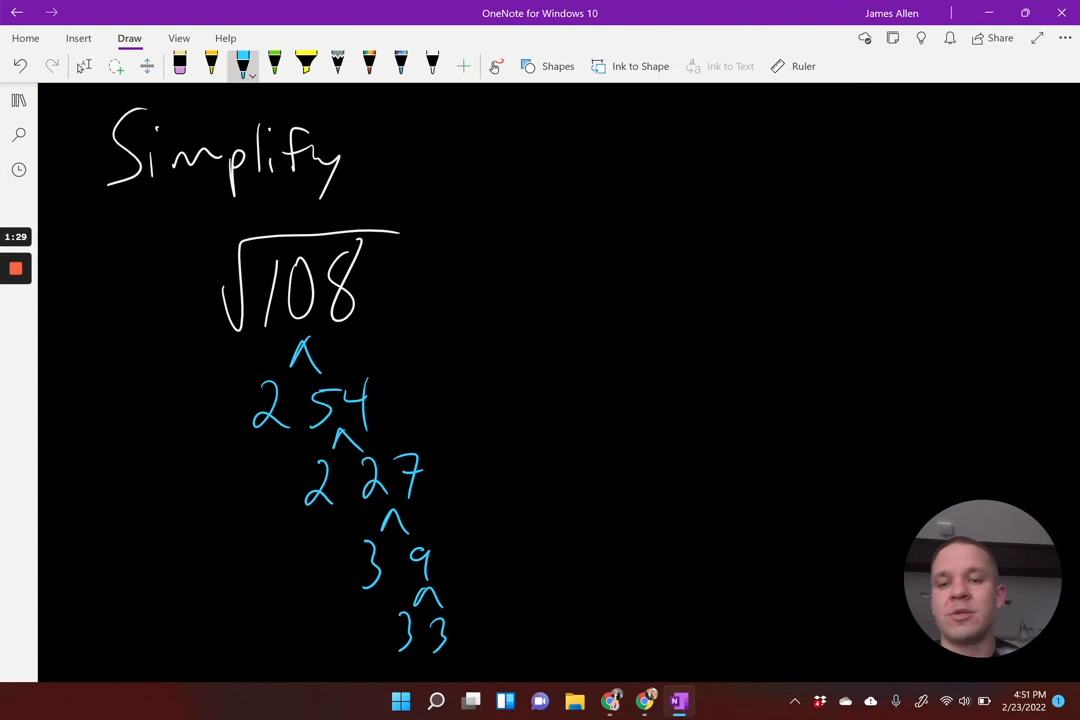 OneNote for Windows 10
James Allen
Home Insert Draw View Help
Share
Shapes Ink to Shape Ink to Text Ruler
Simplify
1:29
√108
2 54
2 27
3 9
3 3
4:51 PM
2/23/2022